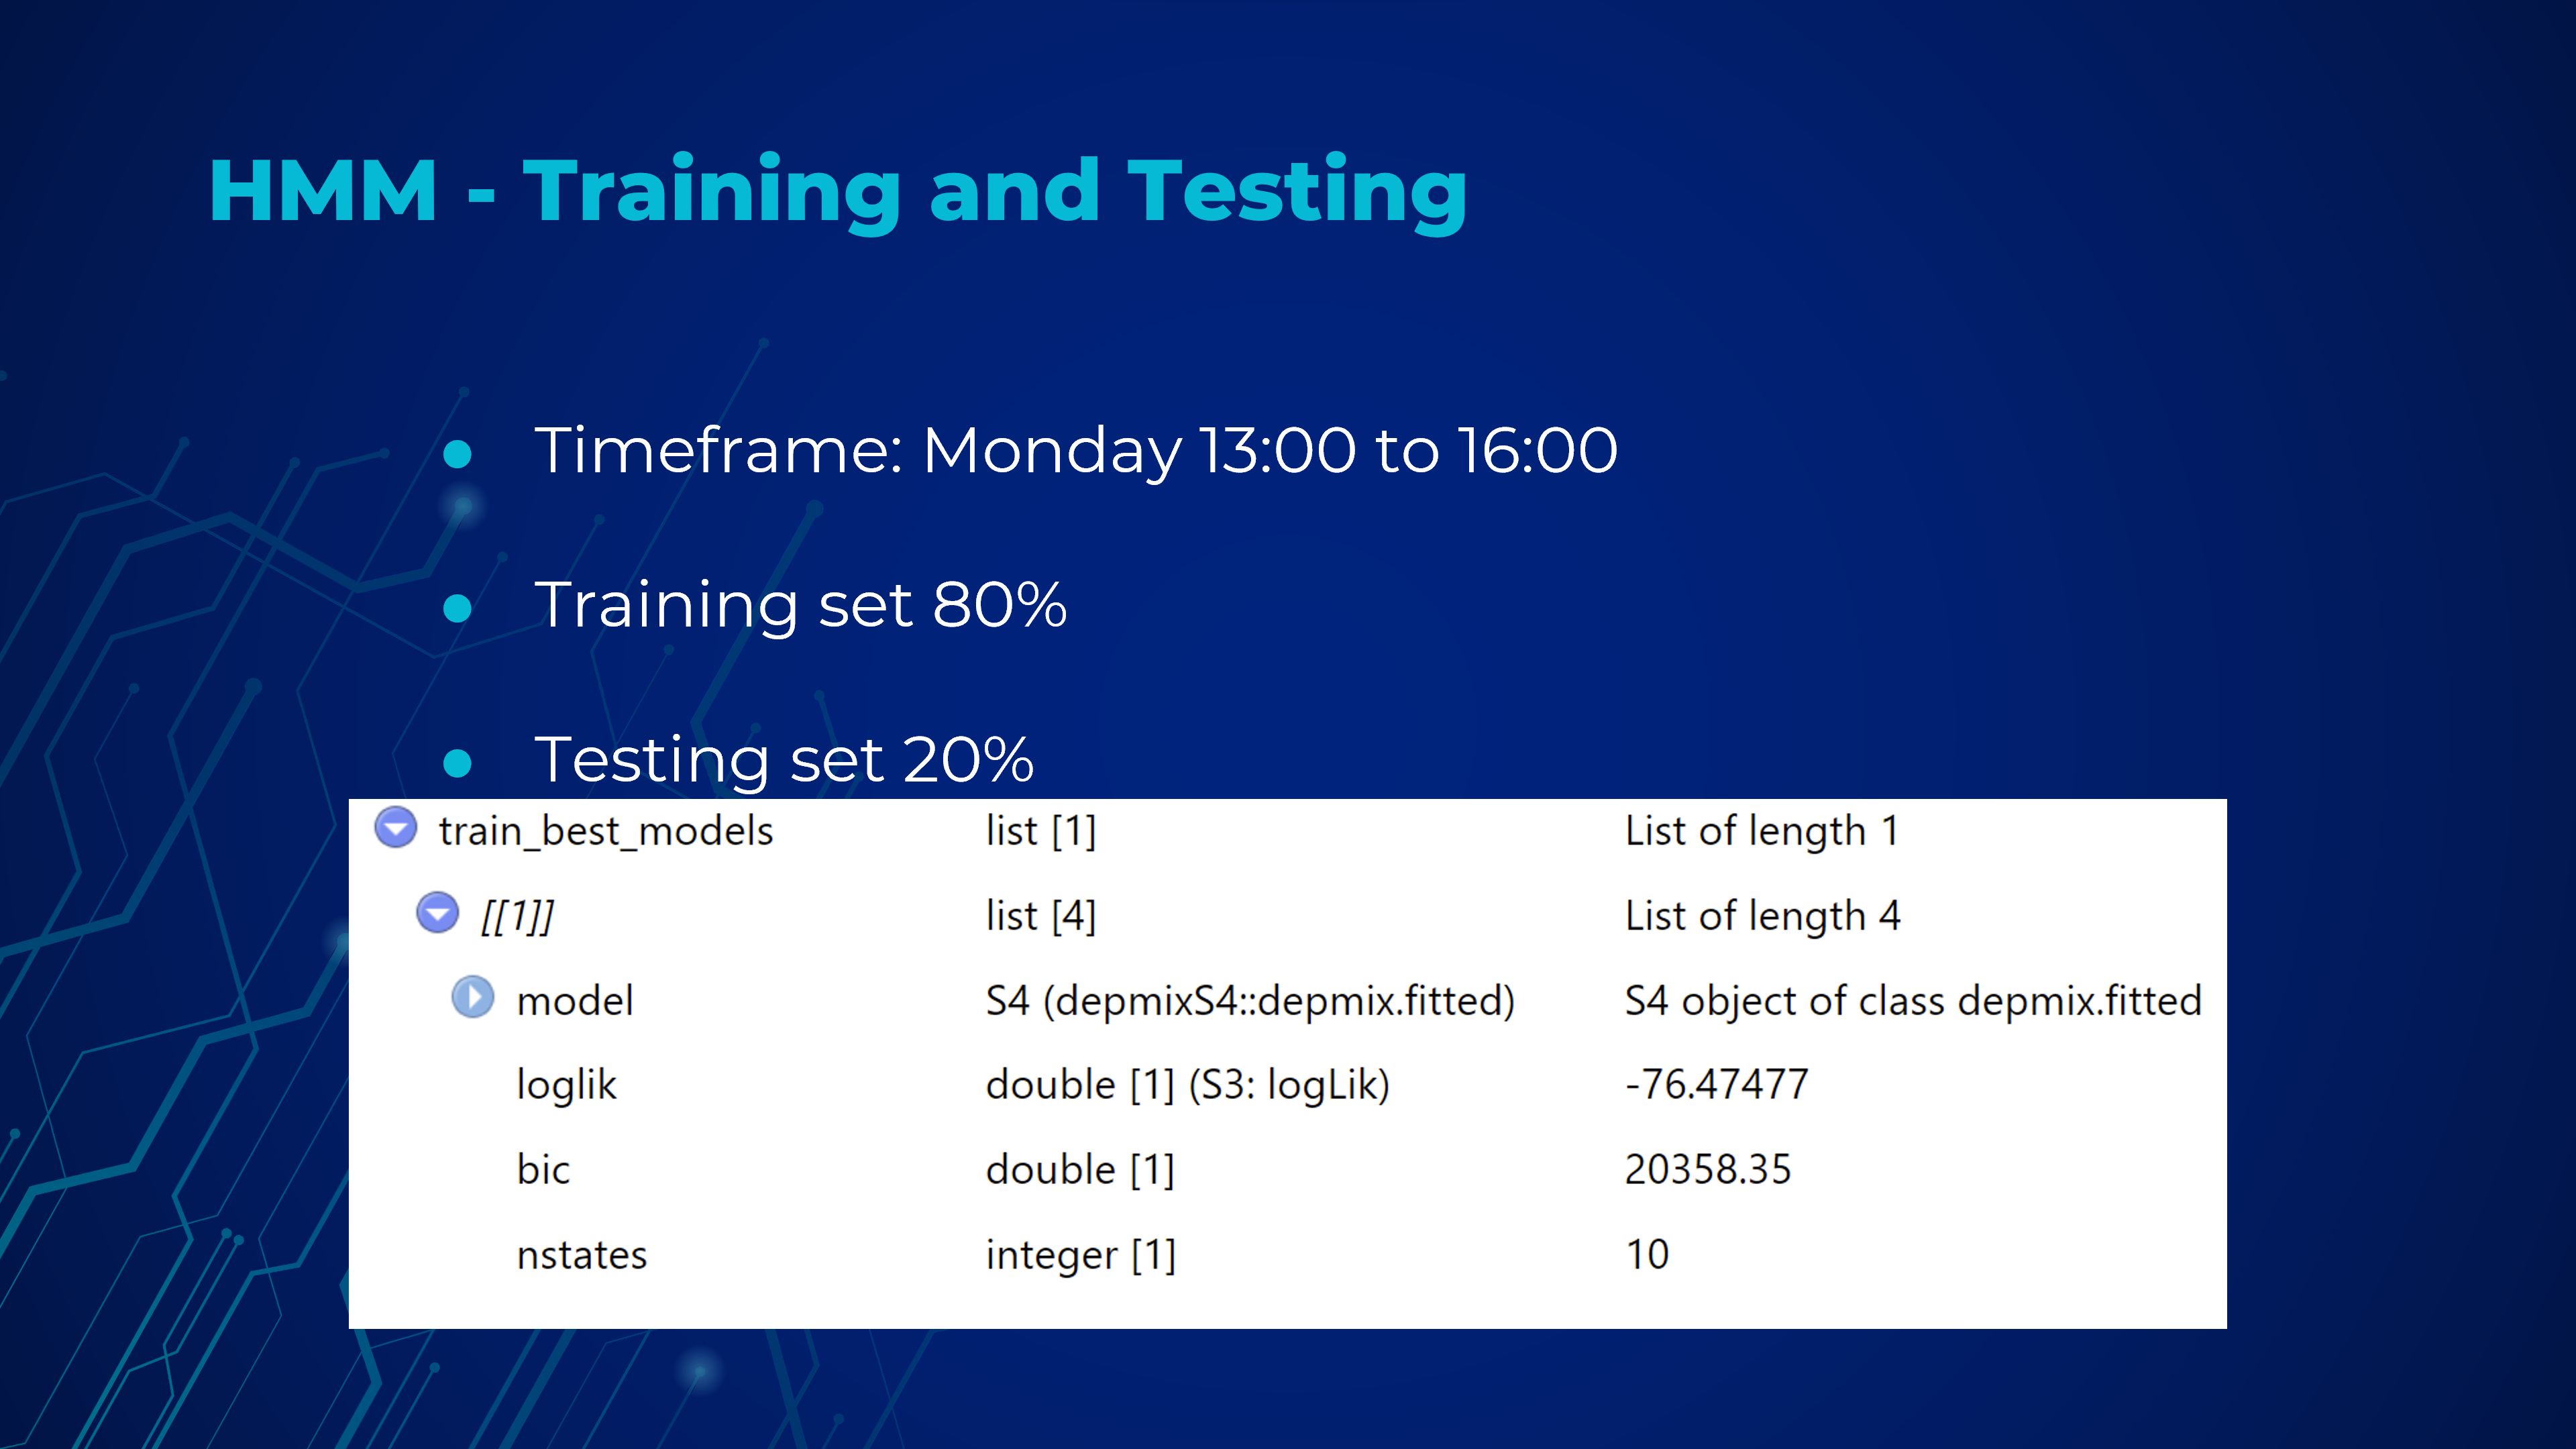 HMM - Training and Testing
● Timeframe: Monday 13:00 to 16:00
● Training set 80%
● Testing set 20%
train_best_models list [1] List of length 1
[[1]] list [4] List of length 4
model S4 (depmixS4::depmix.fitted) S4 object of class depmix.fitted
loglik double [1] (S3: logLik) -76.47477
bic double [1] 20358.35
nstates integer [1] 10